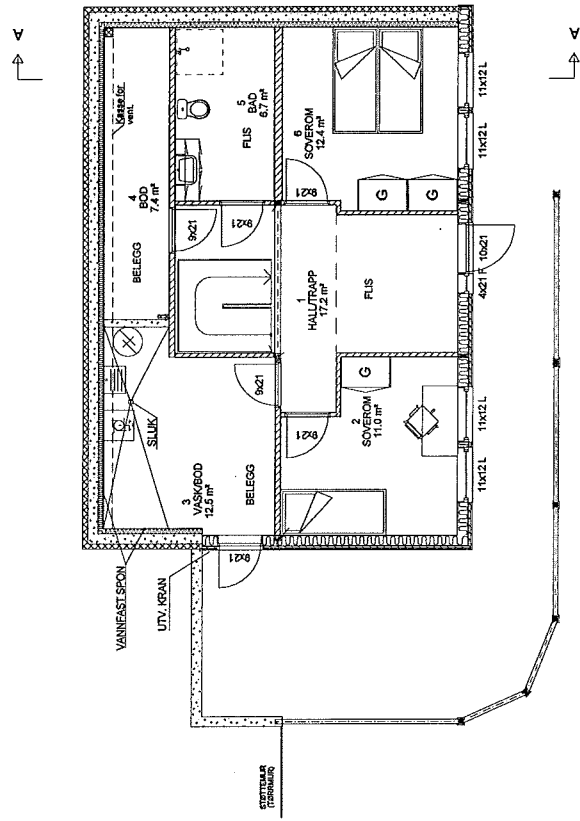 A
A
Kasse for
vent.
4
BOD
7.4 m²
BELEGG
5
BAD
6.7 m²
FLIS
6
SOVEROM
12.4 m²
11x12 L
11x12 L
G
G
9x21
9x21
9x21
1
HALL/TRAPP
17.2 m²
FLIS
10x21
4x21 F
SLUK
9x21
3
VASK/BOD
12.5 m²
BELEGG
9x21
G
2
SOVEROM
11.0 m²
11x12 L
11x12 L
9x21
VANNFAST SPON
UTV. KRAN
STØTTEMUR
(TØRRMUR)